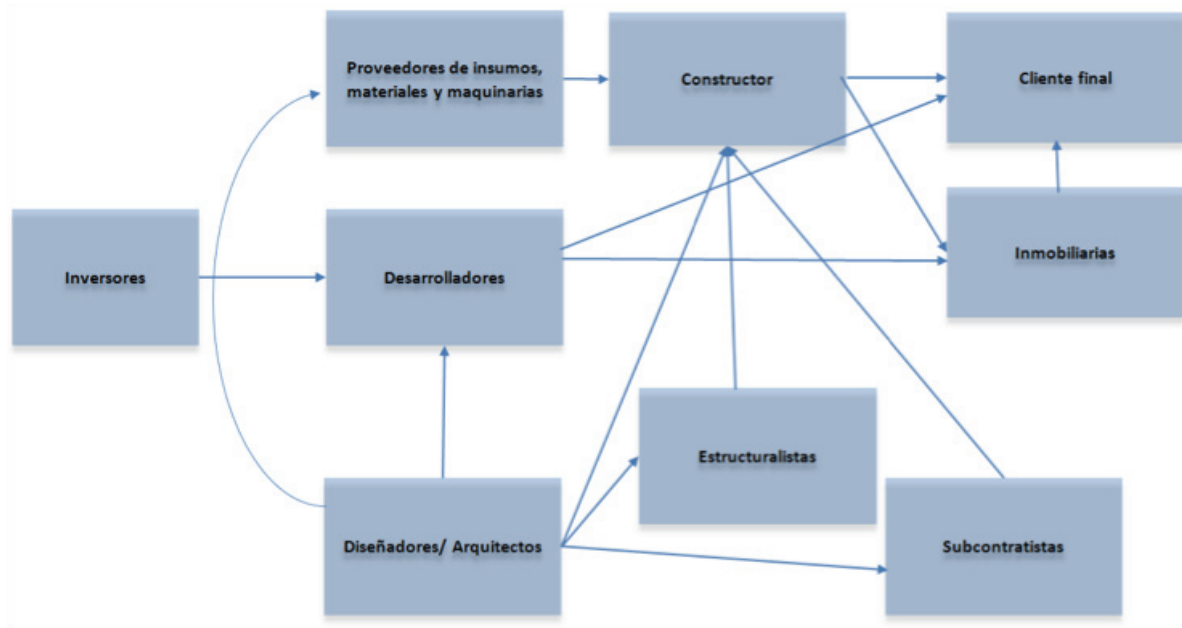 Proveedores de insumos,
materiales y maquinarias
Constructor
Cliente final
Inversores
Desarrolladores
Inmobiliarias
Estructuralistas
Diseñadores/ Arquitectos
Subcontratistas